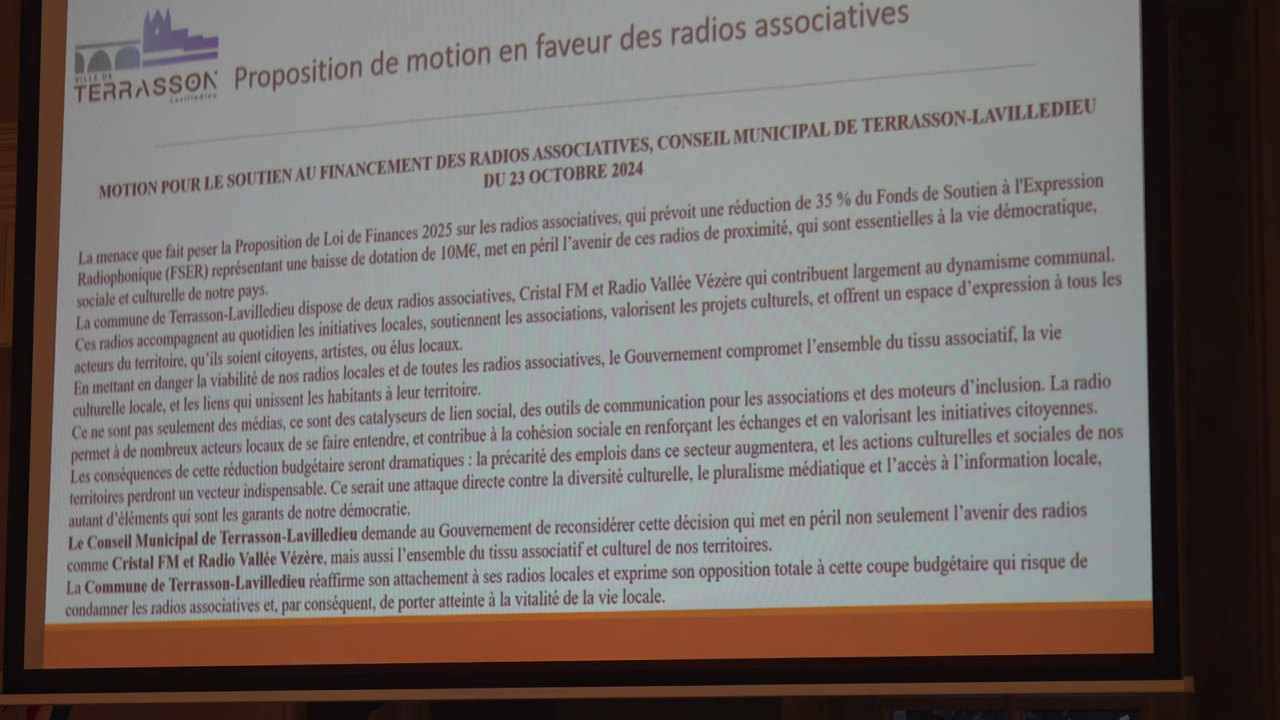 VILLE DE
TERRASSON
Lavilledieu
Proposition de motion en faveur des radios associatives
MOTION POUR LE SOUTIEN AU FINANCEMENT DES RADIOS ASSOCIATIVES, CONSEIL MUNICIPAL DE TERRASSON-LAVILLEDIEU
DU 23 OCTOBRE 2024
La menace que fait peser la Proposition de Loi de Finances 2025 sur les radios associatives, qui prévoit une réduction de 35 % du Fonds de Soutien à l'Expression
Radiophonique (FSER) représentant une baisse de dotation de 10M€, met en péril l’avenir de ces radios de proximité, qui sont essentielles à la vie démocratique,
sociale et culturelle de notre pays.
La commune de Terrasson-Lavilledieu dispose de deux radios associatives, Cristal FM et Radio Vallée Vézère qui contribuent largement au dynamisme communal.
Ces radios accompagnent au quotidien les initiatives locales, soutiennent les associations, valorisent les projets culturels, et offrent un espace d’expression à tous les
acteurs du territoire, qu’ils soient citoyens, artistes, ou élus locaux.
En mettant en danger la viabilité de nos radios locales et de toutes les radios associatives, le Gouvernement compromet l’ensemble du tissu associatif, la vie
culturelle locale, et les liens qui unissent les habitants à leur territoire.
Ce ne sont pas seulement des médias, ce sont des catalyseurs de lien social, des outils de communication pour les associations et des moteurs d’inclusion. La radio
permet à de nombreux acteurs locaux de se faire entendre, et contribue à la cohésion sociale en renforçant les échanges et en valorisant les initiatives citoyennes.
Les conséquences de cette réduction budgétaire seront dramatiques : la précarité des emplois dans ce secteur augmentera, et les actions culturelles et sociales de nos
territoires perdront un vecteur indispensable. Ce serait une attaque directe contre la diversité culturelle, le pluralisme médiatique et l’accès à l’information locale,
autant d’éléments qui sont les garants de notre démocratie.
Le Conseil Municipal de Terrasson-Lavilledieu demande au Gouvernement de reconsidérer cette décision qui met en péril non seulement l’avenir des radios
comme Cristal FM et Radio Vallée Vézère, mais aussi l’ensemble du tissu associatif et culturel de nos territoires.
La Commune de Terrasson-Lavilledieu réaffirme son attachement à ses radios locales et exprime son opposition totale à cette coupe budgétaire qui risque de
condamner les radios associatives et, par conséquent, de porter atteinte à la vitalité de la vie locale.